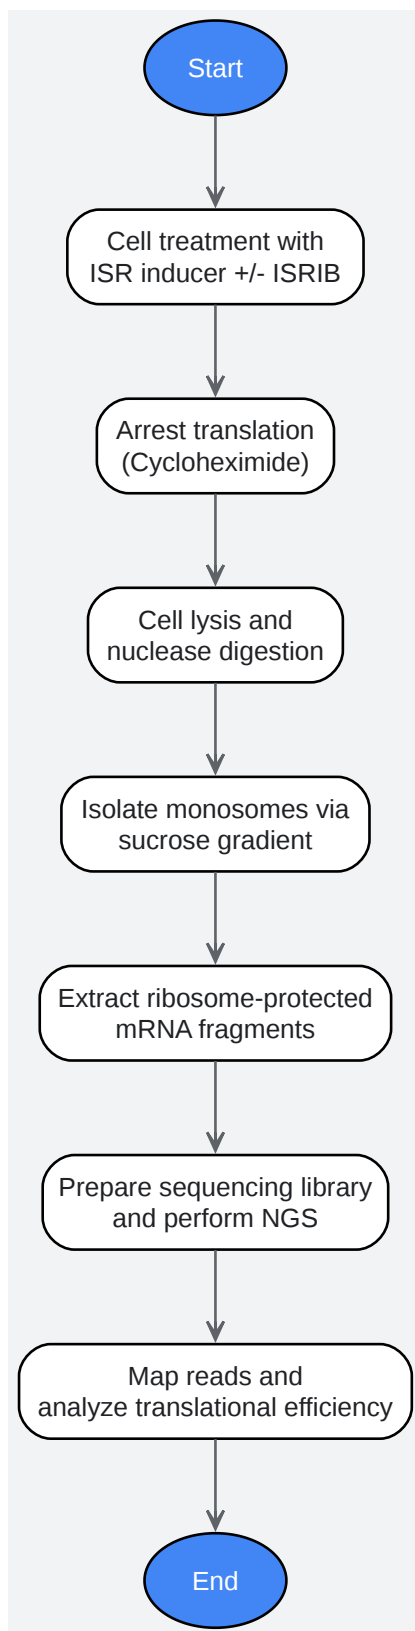 Start
Cell treatment with
ISR inducer +/- ISRIB
Arrest translation
(Cycloheximide)
Cell lysis and
nuclease digestion
Isolate monosomes via
sucrose gradient
Extract ribosome-protected
mRNA fragments
Prepare sequencing library
and perform NGS
Map reads and
analyze translational efficiency
End